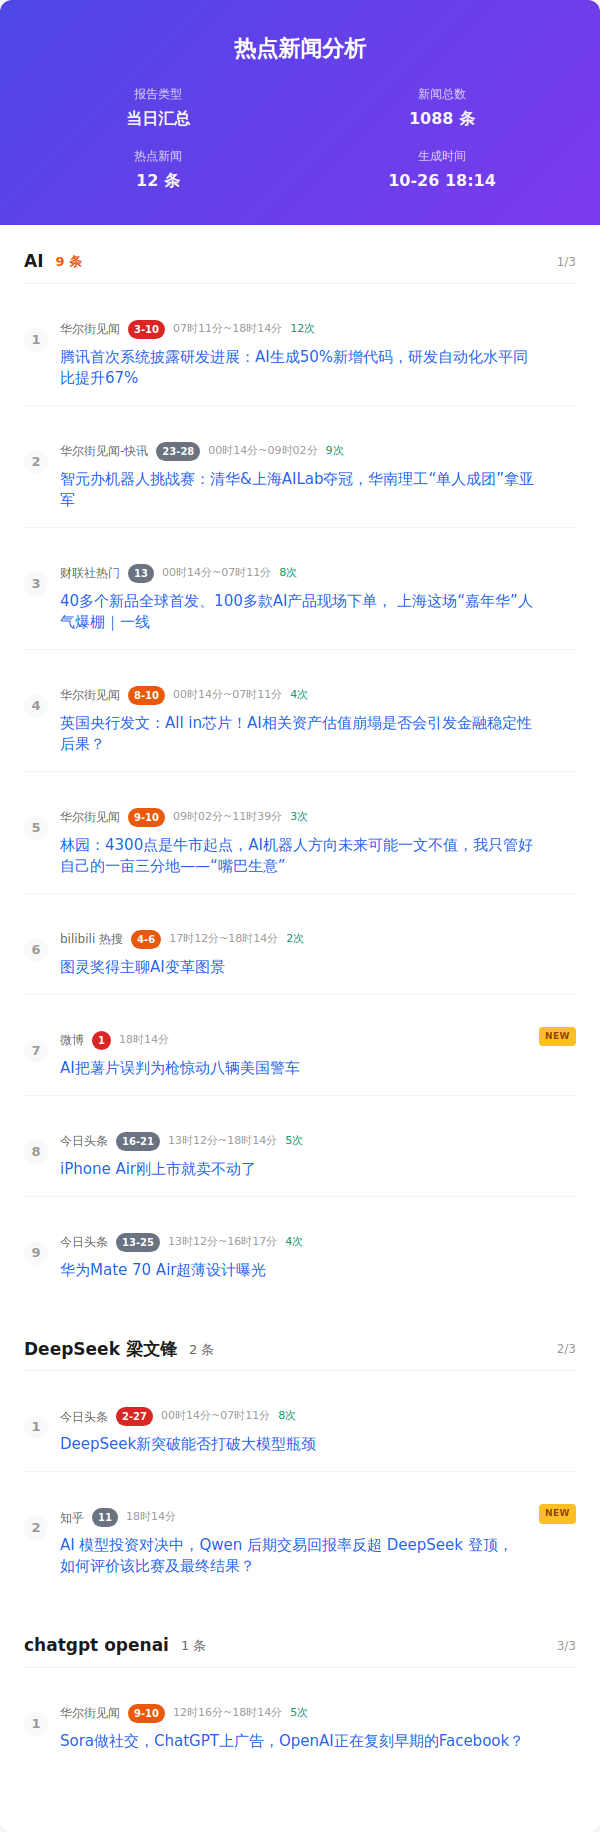 热点新闻分析
报告类型
当日汇总
新闻总数
1088 条
热点新闻
12 条
生成时间
10-26 18:14
AI 9 条 1/3
1
华尔街见闻 3-10 07时11分~18时14分 12次
腾讯首次系统披露研发进展：AI生成50%新增代码，研发自动化水平同
比提升67%
2
华尔街见闻-快讯 23-28 00时14分~09时02分 9次
智元办机器人挑战赛：清华&上海AILab夺冠，华南理工“单人成团”拿亚
军
3
财联社热门 13 00时14分~07时11分 8次
40多个新品全球首发、100多款AI产品现场下单， 上海这场“嘉年华”人
气爆棚｜一线
4
华尔街见闻 8-10 00时14分~07时11分 4次
英国央行发文：All in芯片！AI相关资产估值崩塌是否会引发金融稳定性
后果？
5
华尔街见闻 9-10 09时02分~11时39分 3次
林园：4300点是牛市起点，AI机器人方向未来可能一文不值，我只管好
自己的一亩三分地——“嘴巴生意”
6
bilibili 热搜 4-6 17时12分~18时14分 2次
图灵奖得主聊AI变革图景
7
微博 1 18时14分 NEW
AI把薯片误判为枪惊动八辆美国警车
8
今日头条 16-21 13时12分~18时14分 5次
iPhone Air刚上市就卖不动了
9
今日头条 13-25 13时12分~16时17分 4次
华为Mate 70 Air超薄设计曝光
DeepSeek 梁文锋 2 条 2/3
1
今日头条 2-27 00时14分~07时11分 8次
DeepSeek新突破能否打破大模型瓶颈
2
知乎 11 18时14分 NEW
AI 模型投资对决中，Qwen 后期交易回报率反超 DeepSeek 登顶，
如何评价该比赛及最终结果？
chatgpt openai 1 条 3/3
1
华尔街见闻 9-10 12时16分~18时14分 5次
Sora做社交，ChatGPT上广告，OpenAI正在复刻早期的Facebook？